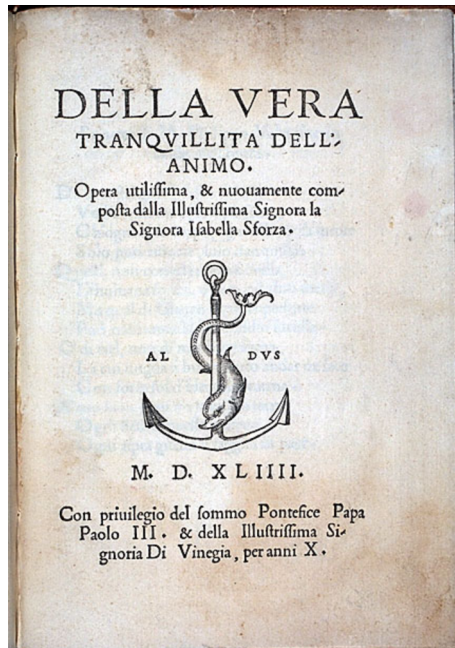 DELLA VERA
TRANQVILLITA' DELL'
ANIMO.
Opera utiliſſima, & nuouamente com-
poſta dalla Illuſtriſſima Signora la
Signora Iſabella Sforza.
AL DVS
M. D. XLIIII.
Con priuilegio del ſommo Pontefice Papa
Paolo III. & della Illuſtriſſima Si-
gnoria Di Vinegia, per anni X.